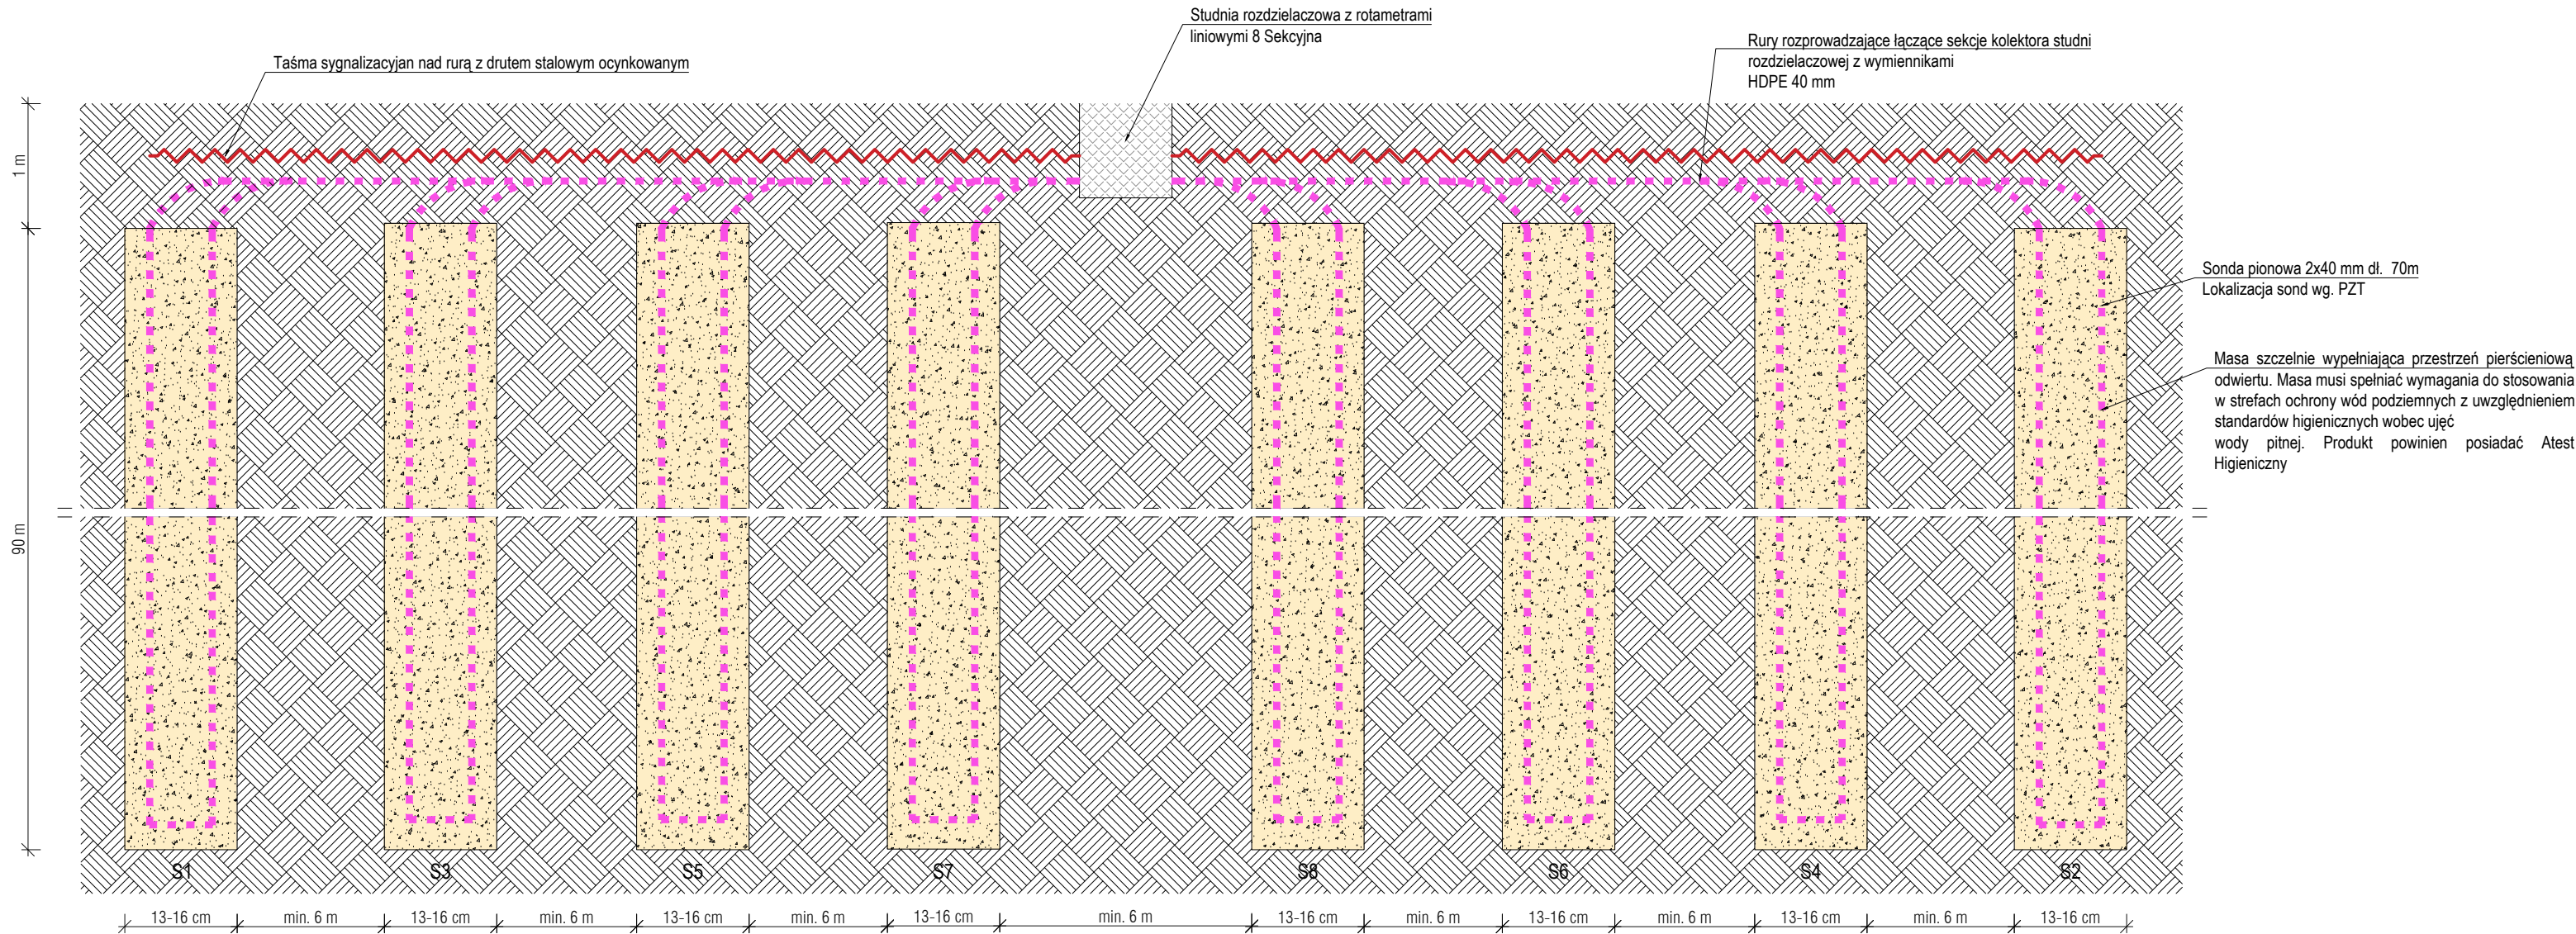 Studnia rozdzielaczowa z rotametrami
liniowymi 8 Sekcyjna
Rury rozprowadzające łączące sekcje kolektora studni
rozdzielaczowej z wymiennikami
HDPE 40 mm
Taśma sygnalizacyjan nad rurą z drutem stalowym ocynkowanym
1 m
Sonda pionowa 2x40 mm dł. 70m
Lokalizacja sond wg. PZT
Masa szczelnie wypełniająca przestrzeń pierścieniową
odwiertu. Masa musi spełniać wymagania do stosowania
w strefach ochrony wód podziemnych z uwzględnieniem
standardów higienicznych wobec ujęć
wody pitnej. Produkt powinien posiadać Atest
Higieniczny
90 m
S1 S3 S5 S7 S8 S6 S4 S2
13-16 cm min. 6 m 13-16 cm min. 6 m 13-16 cm min. 6 m 13-16 cm min. 6 m 13-16 cm min. 6 m 13-16 cm min. 6 m 13-16 cm min. 6 m 13-16 cm